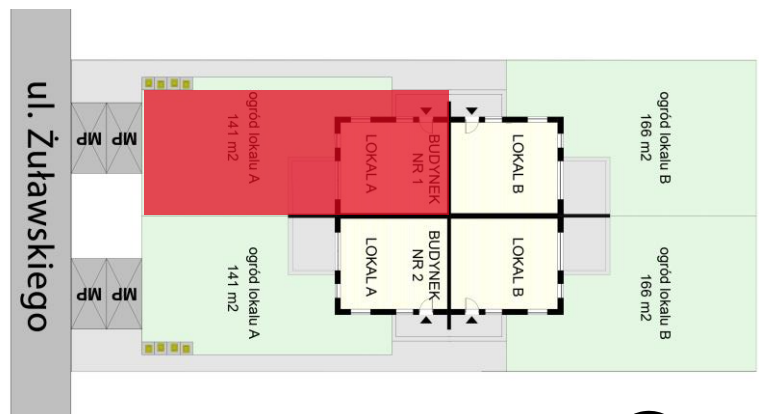 ul. Żuławskiego
MP MP
MP MP
ogród lokalu A
141 m2
LOKAL A
BUDYNEK
NR 1
LOKAL B
ogród lokalu B
166 m2
ogród lokalu A
141 m2
LOKAL A
BUDYNEK
NR 2
LOKAL B
ogród lokalu B
166 m2